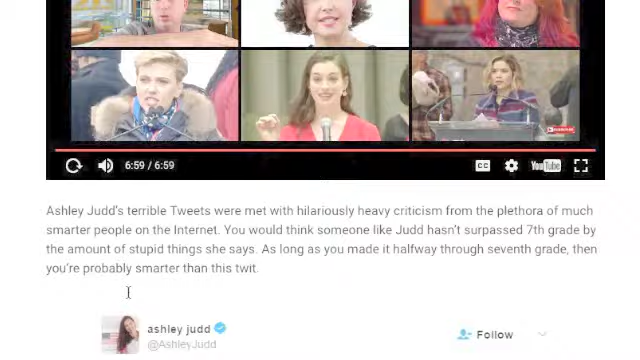 6:59 / 6:59
CC
YouTube
Ashley Judd's terrible Tweets were met with hilariously heavy criticism from the plethora of much
smarter people on the Internet. You would think someone like Judd hasn't surpassed 7th grade by
the amount of stupid things she says. As long as you made it halfway through seventh grade, then
you're probably smarter than this twit.
ashley judd
Follow
@AshleyJudd